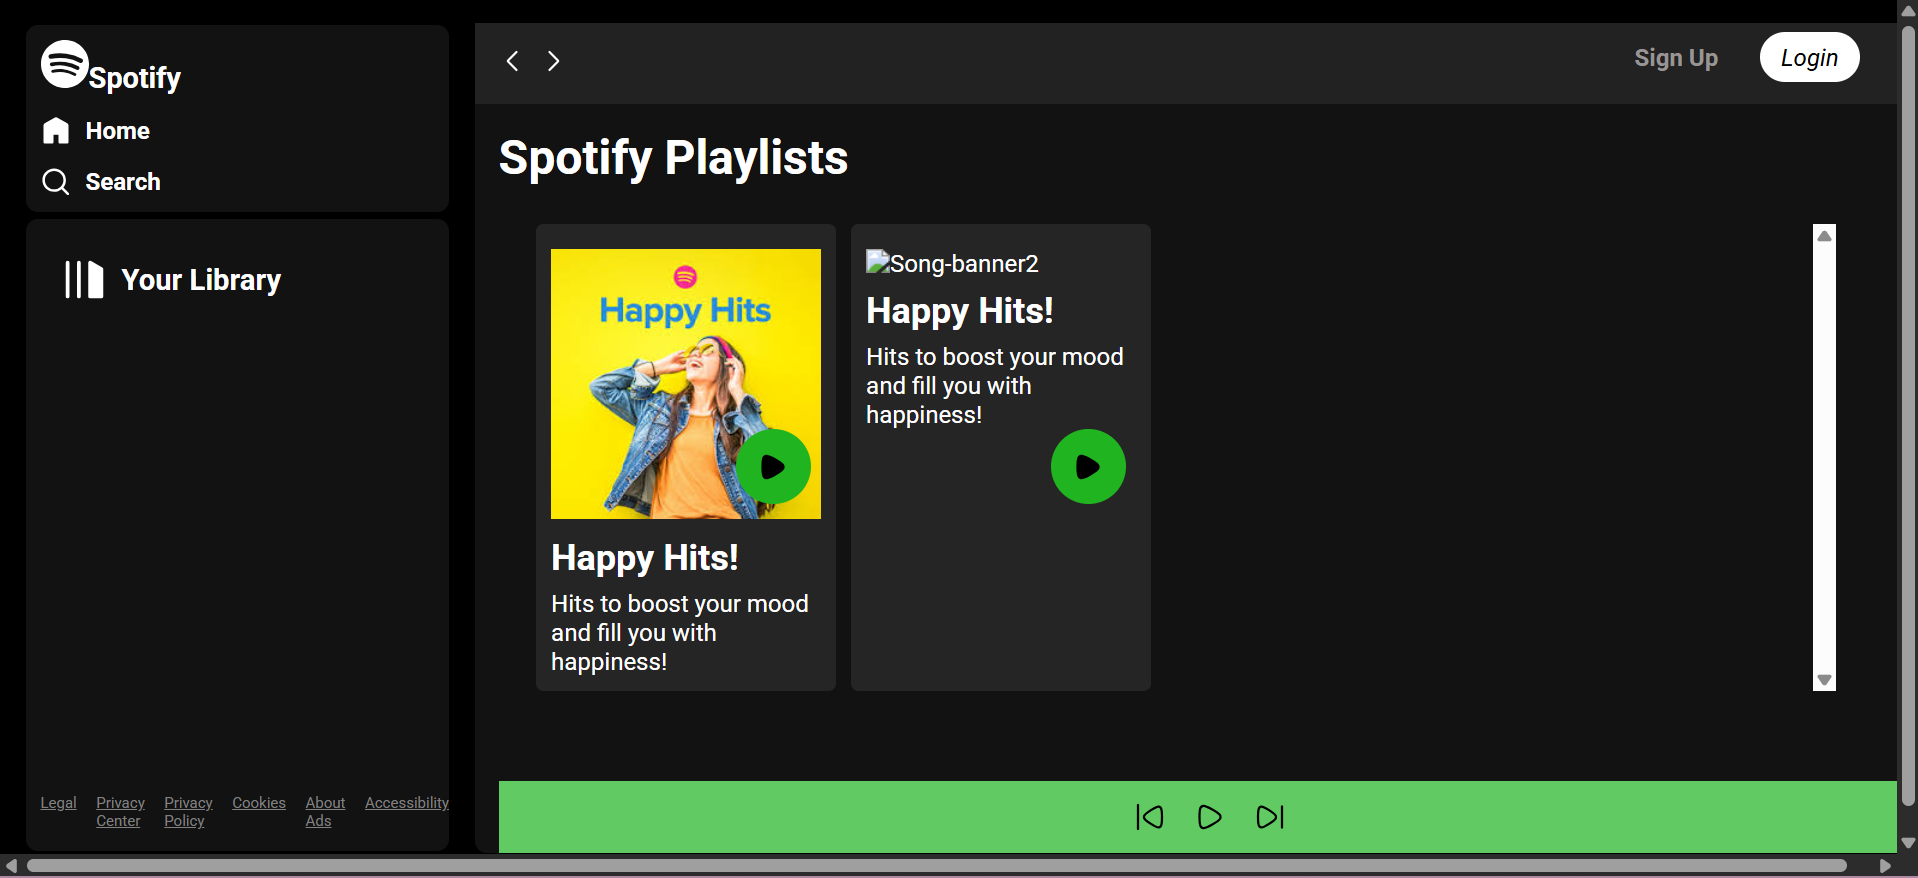 Spotify
Home
Search
Your Library
Legal
Privacy
Center
Privacy
Policy
Cookies
About
Ads
Accessibility
Sign Up
Login
Spotify Playlists
Happy Hits
Happy Hits!
Hits to boost your mood
and fill you with
happiness!
Song-banner2
Happy Hits!
Hits to boost your mood
and fill you with
happiness!